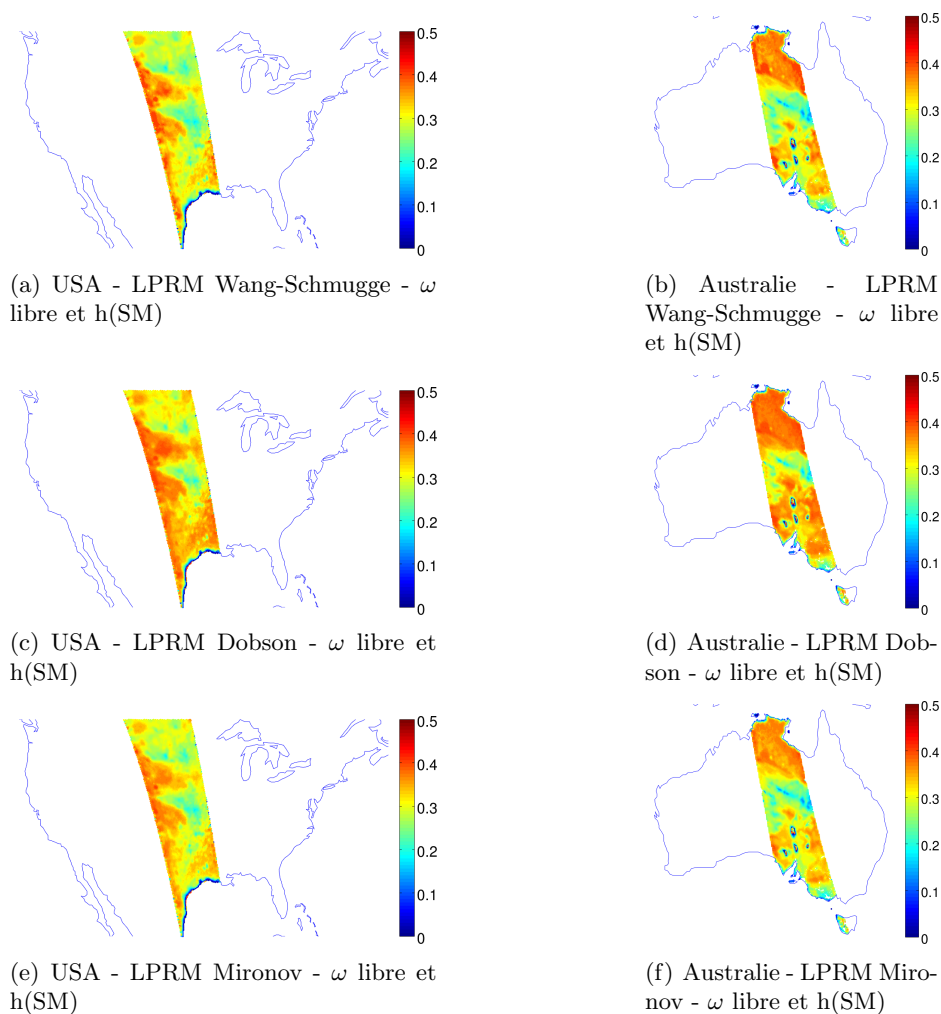 0.5
0.4
0.3
0.2
0.1
0
(a) USA - LPRM Wang-Schmugge - ω
libre et h(SM)
0.5
0.4
0.3
0.2
0.1
0
(b) Australie - LPRM
Wang-Schmugge - ω libre
et h(SM)
0.5
0.4
0.3
0.2
0.1
0
(c) USA - LPRM Dobson - ω libre et
h(SM)
0.5
0.4
0.3
0.2
0.1
0
(d) Australie - LPRM Dob-
son - ω libre et h(SM)
0.5
0.4
0.3
0.2
0.1
0
(e) USA - LPRM Mironov - ω libre et
h(SM)
0.5
0.4
0.3
0.2
0.1
0
(f) Australie - LPRM Miro-
nov - ω libre et h(SM)